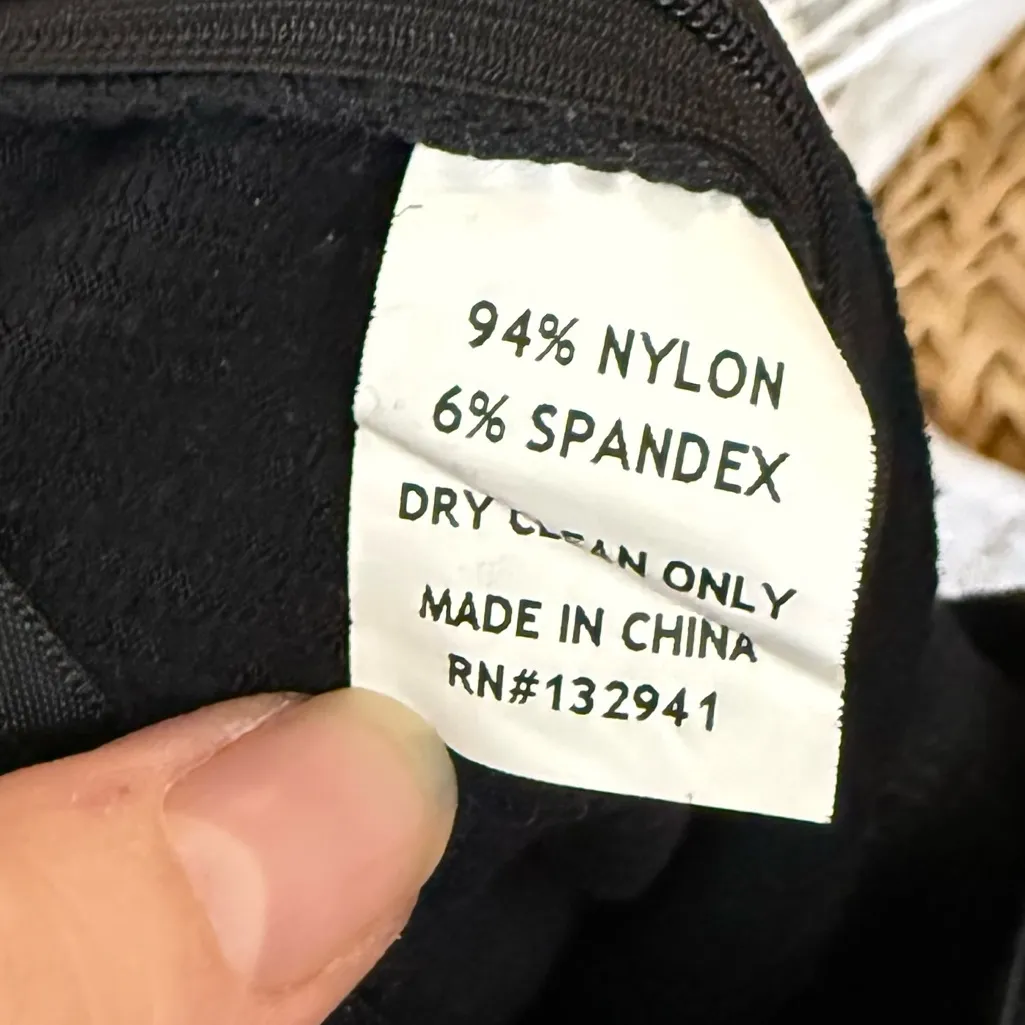 94% NYLON
6% SPANDEX
DRY CLEAN ONLY
MADE IN CHINA
RN#132941